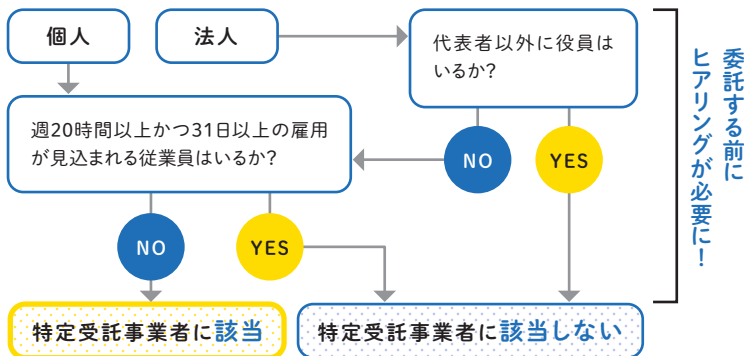 個人
法人
代表者以外に役員は
いるか?
週20時間以上かつ31日以上の雇用
が見込まれる従業員はいるか?
NO
YES
NO
YES
特定受託事業者に該当
特定受託事業者に該当しない
委託する前に
ヒアリングが必要に!